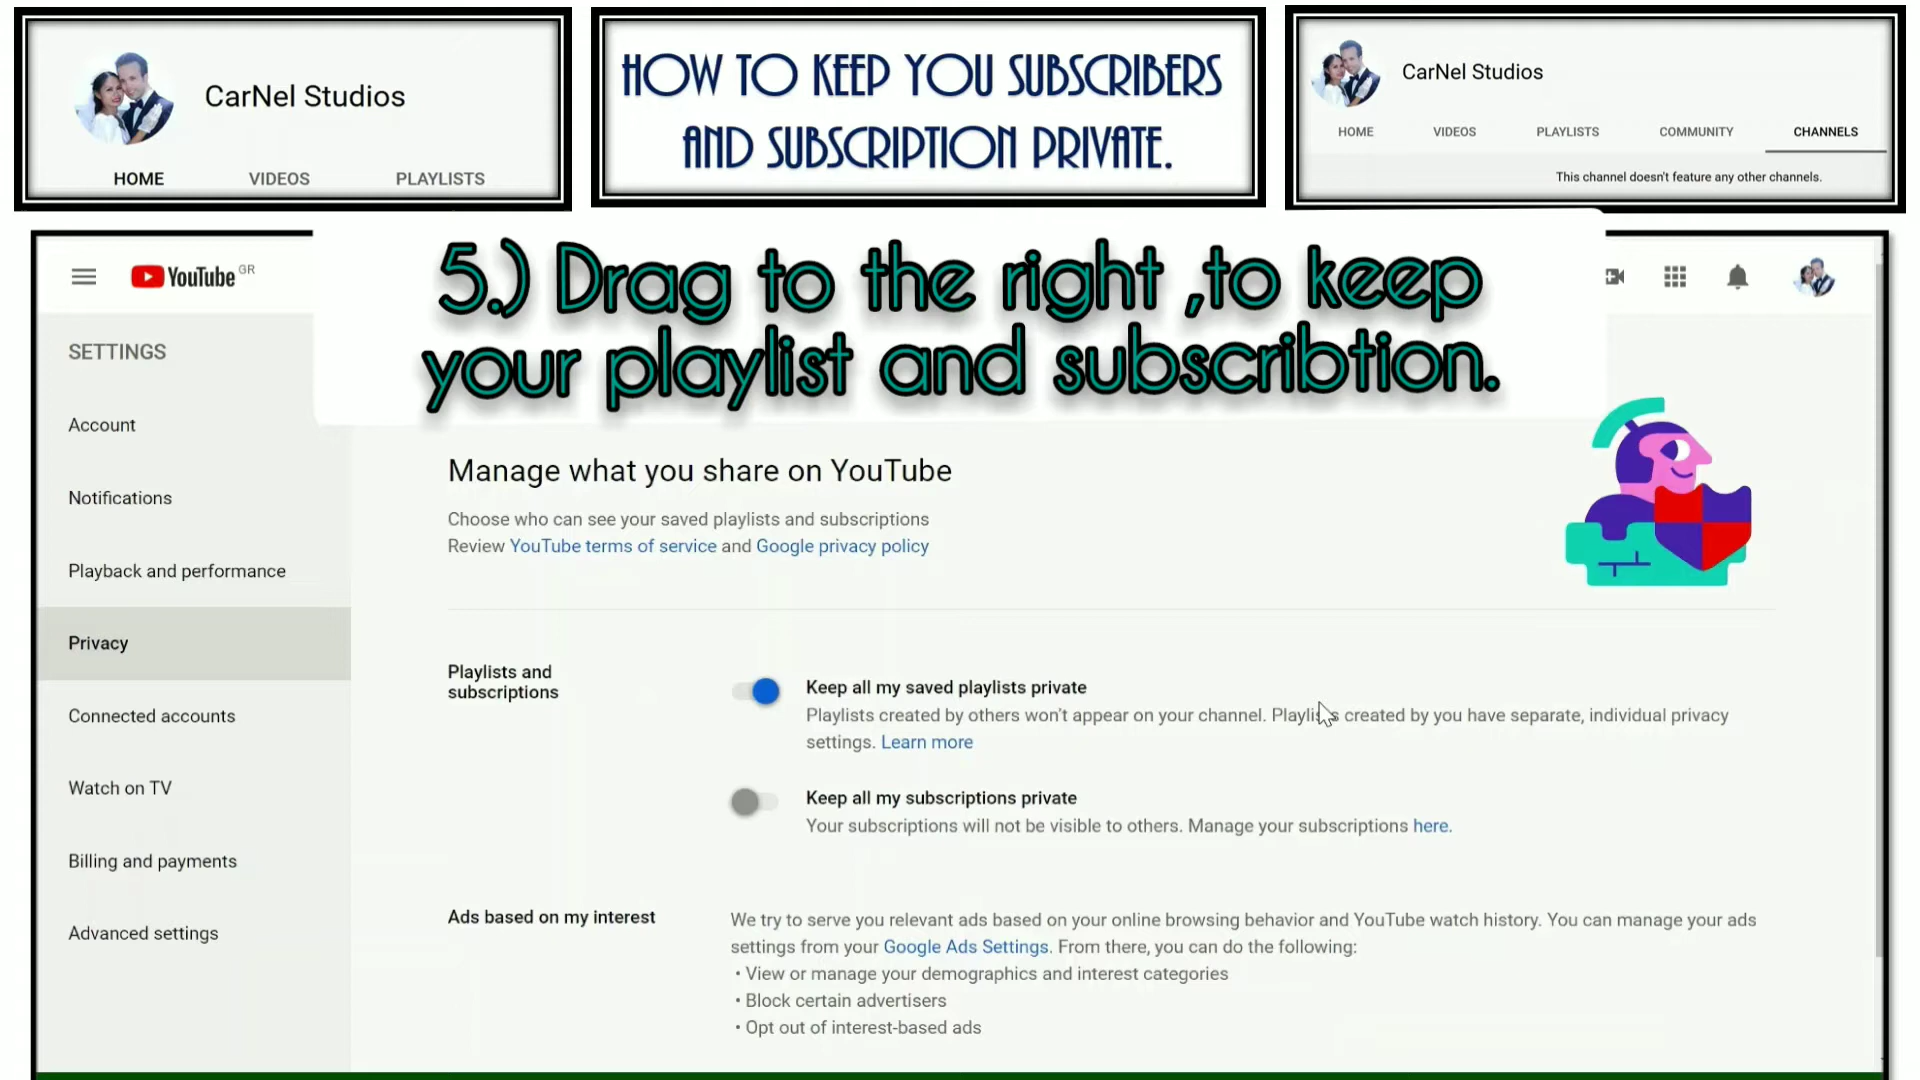 CarNel Studios
HOME VIDEOS PLAYLISTS
HOW TO KEEP YOU SUBSCRIBERS
AND SUBSCRIPTION PRIVATE.
CarNel Studios
HOME VIDEOS PLAYLISTS COMMUNITY CHANNELS
This channel doesn't feature any other channels.
5.) Drag to the right ,to keep
your playlist and subscribtion.
YouTube GR
SETTINGS
Account
Notifications
Playback and performance
Privacy
Connected accounts
Watch on TV
Billing and payments
Advanced settings
Manage what you share on YouTube
Choose who can see your saved playlists and subscriptions
Review YouTube terms of service and Google privacy policy
Playlists and
subscriptions
Keep all my saved playlists private
Playlists created by others won't appear on your channel. Playlists created by you have separate, individual privacy
settings. Learn more
Keep all my subscriptions private
Your subscriptions will not be visible to others. Manage your subscriptions here.
Ads based on my interest
We try to serve you relevant ads based on your online browsing behavior and YouTube watch history. You can manage your ads
settings from your Google Ads Settings. From there, you can do the following:
• View or manage your demographics and interest categories
• Block certain advertisers
• Opt out of interest-based ads